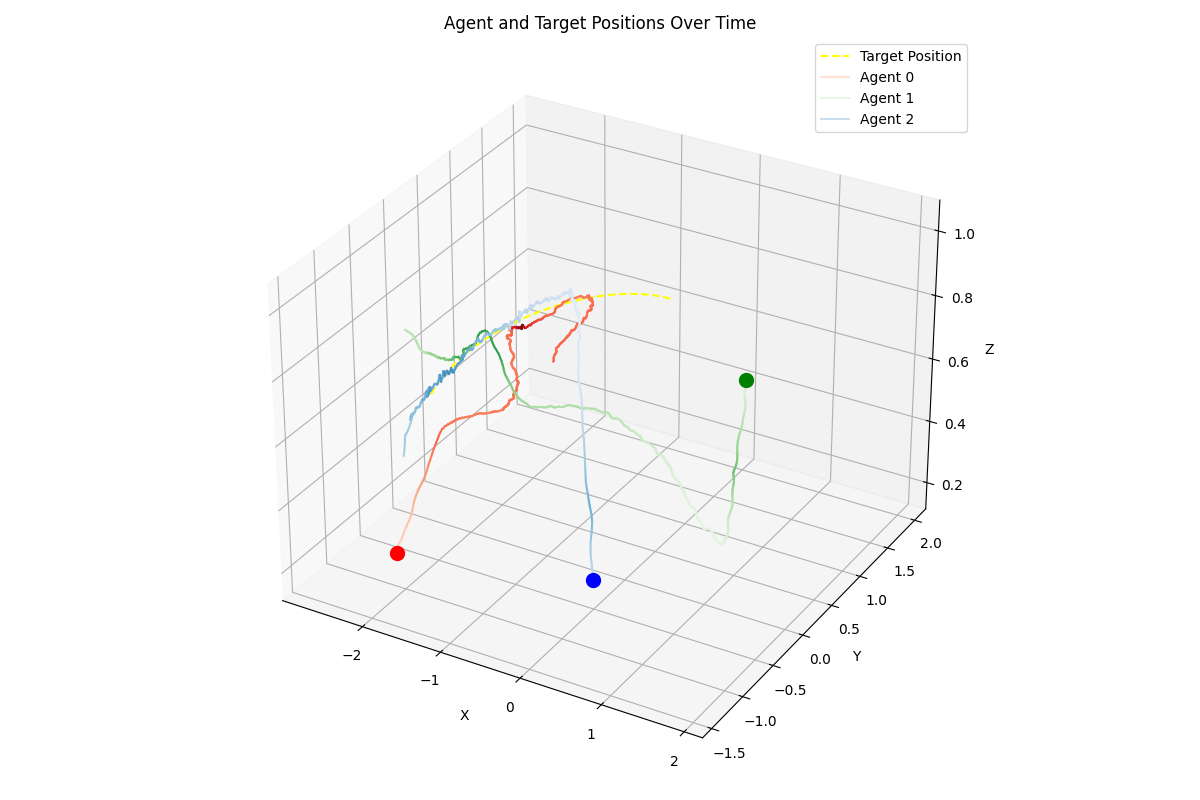 Agent and Target Positions Over Time
Target Position
Agent 0
Agent 1
Agent 2
1.0
0.8
Z
0.6
0.4
0.2
2.0
1.5
1.0
0.5
0.0
Y
−0.5
−1.0
−1.5
−2
−1
X
0
1
2